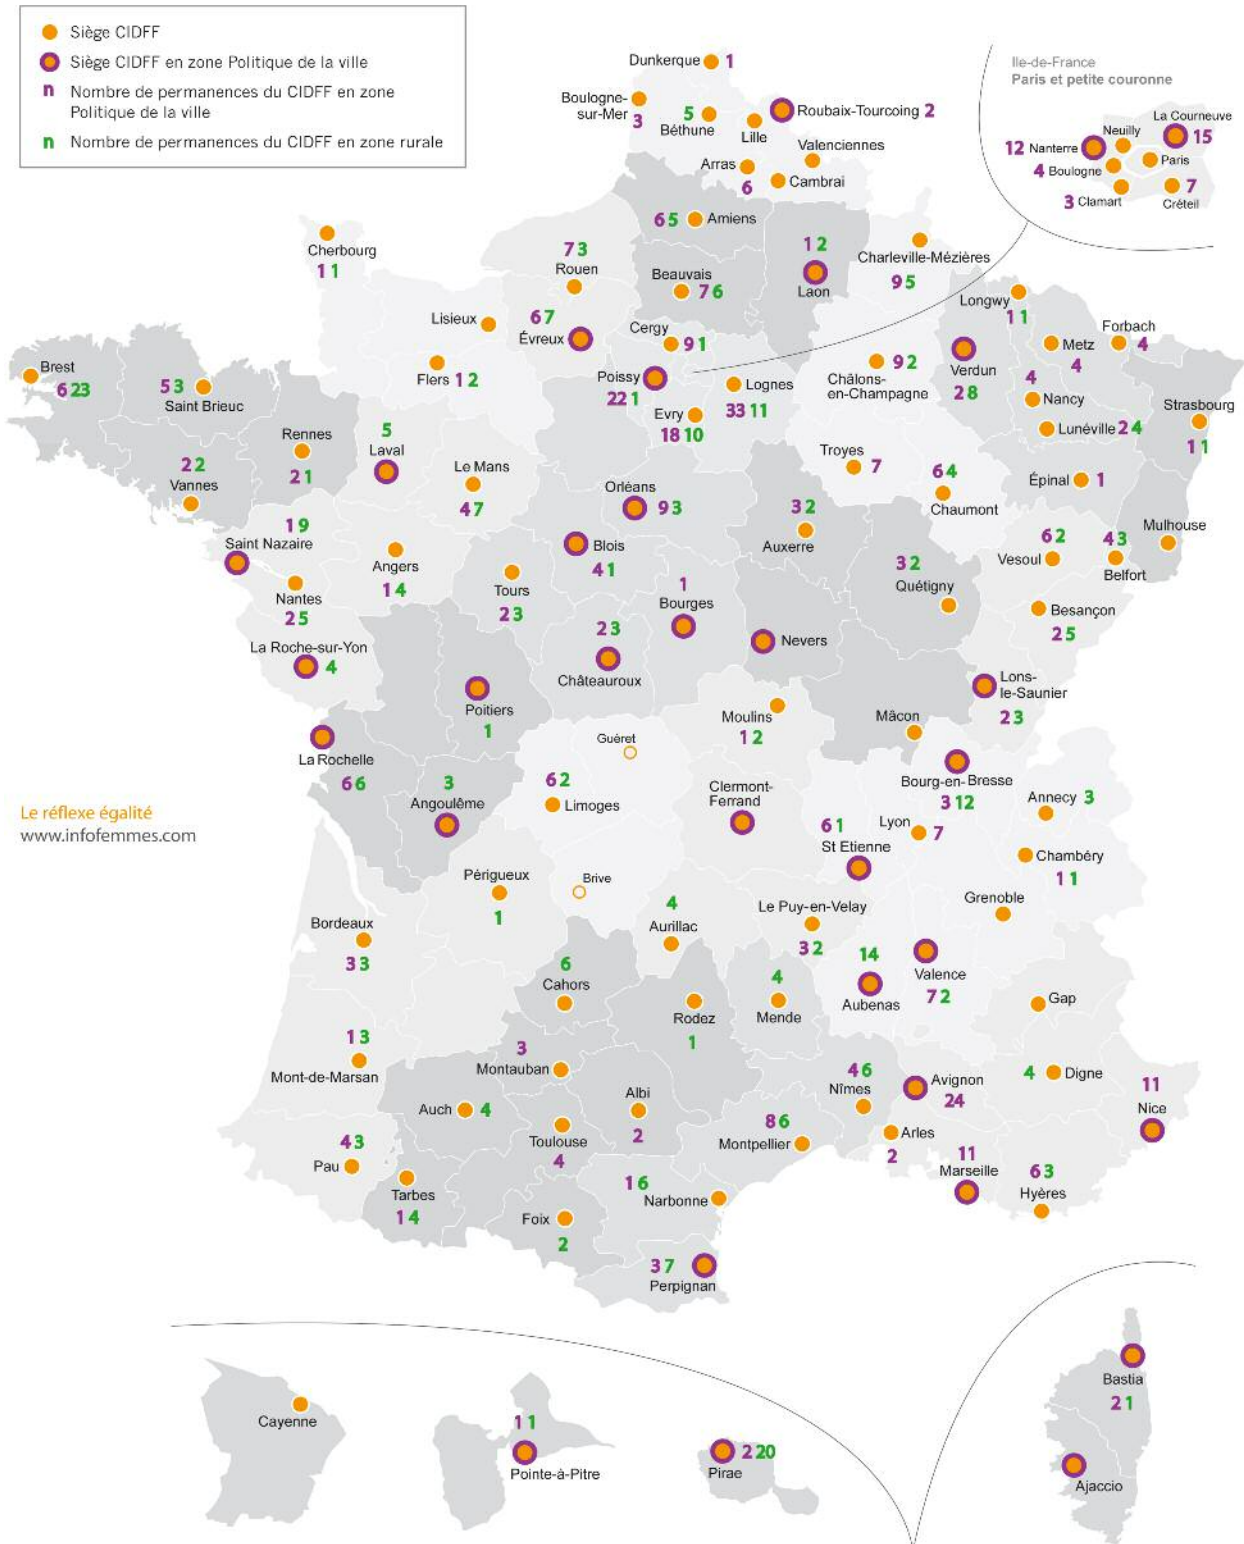 Siège CIDFF
Siège CIDFF en zone Politique de la ville
n Nombre de permanences du CIDFF en zone
Politique de la ville
n Nombre de permanences du CIDFF en zone rurale
Ile-de-France
Paris et petite couronne
La Courneuve
15
Neuilly
12 Nanterre
Paris
4 Boulogne
7
3 Clamart
Créteil
Dunkerque 1
Boulogne-
sur-Mer
3
5
Béthune
Lille
Roubaix-Tourcoing 2
Valenciennes
Arras
6
Cambrai
6 5 Amiens
Cherbourg
1 1
7 3
Rouen
Beauvais
7 6
1 2
Laon
Charleville-Mézières
9 5
Longwy
1 1
Lisieux
6 7
Évreux
Cergy
9 1
Metz
4
Forbach
4
Brest
6 23
5 3
Saint Brieuc
Flers 1 2
Poissy
22 1
Lognes
33 11
Evry
18 10
9 2
Châlons-
en-Champagne
Verdun
2 8
4
Nancy
Lunéville 2 4
Strasbourg
1 1
Rennes
2 1
5
Laval
Le Mans
4 7
2 2
Vannes
Orléans
9 3
Troyes
7
6 4
Chaumont
Épinal 1
3 2
Auxerre
Mulhouse
1 9
Saint Nazaire
Angers
1 4
Blois
4 1
6 2
Vesoul
4 3
Belfort
Nantes
2 5
Tours
2 3
1
Bourges
3 2
Quétigny
Besançon
2 5
La Roche-sur-Yon
4
2 3
Châteauroux
Nevers
Lons-
le-Saunier
2 3
Poitiers
1
Moulins
1 2
Mâcon
La Rochelle
6 6
Guéret
Bourg-en-Bresse
3 12
3
Angoulême
6 2
Limoges
Clermont-
Ferrand
Annecy 3
Le réflexe égalité
www.infofemmes.com
6 1
St Etienne
Lyon
7
Chambéry
1 1
Périgueux
1
Brive
4
Aurillac
Le Puy-en-Velay
3 2
Grenoble
Bordeaux
3 3
6
Cahors
14
Aubenas
Valence
7 2
4
Mende
Rodez
1
Gap
1 3
Mont-de-Marsan
3
Montauban
4 6
Nîmes
Avignon
24
4 Digne
11
Nice
Auch 4
Albi
2
Toulouse
4
8 6
Montpellier
Arles
2
11
Marseille
4 3
Pau
6 3
Hyères
Tarbes
1 4
1 6
Narbonne
Foix
2
3 7
Perpignan
Bastia
2 1
Ajaccio
Cayenne
1 1
Pointe-à-Pitre
2 20
Pirae